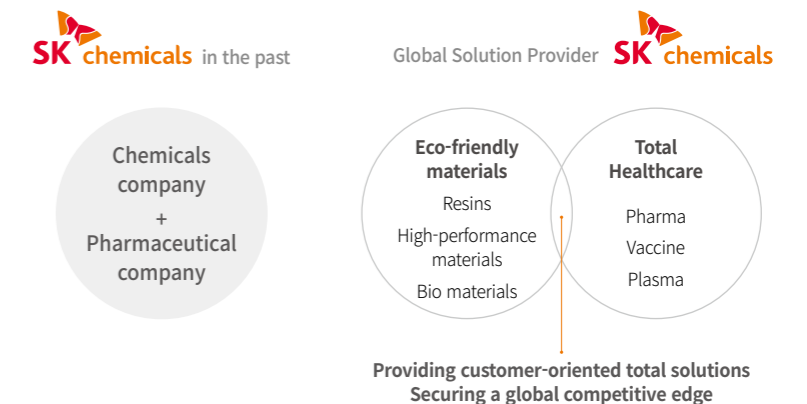 SK chemicals in the past
Chemicals
company
+
Pharmaceutical
company
Global Solution Provider SK chemicals
Eco-friendly
materials
Resins
High-performance
materials
Bio materials
Total
Healthcare
Pharma
Vaccine
Plasma
Providing customer-oriented total solutions
Securing a global competitive edge